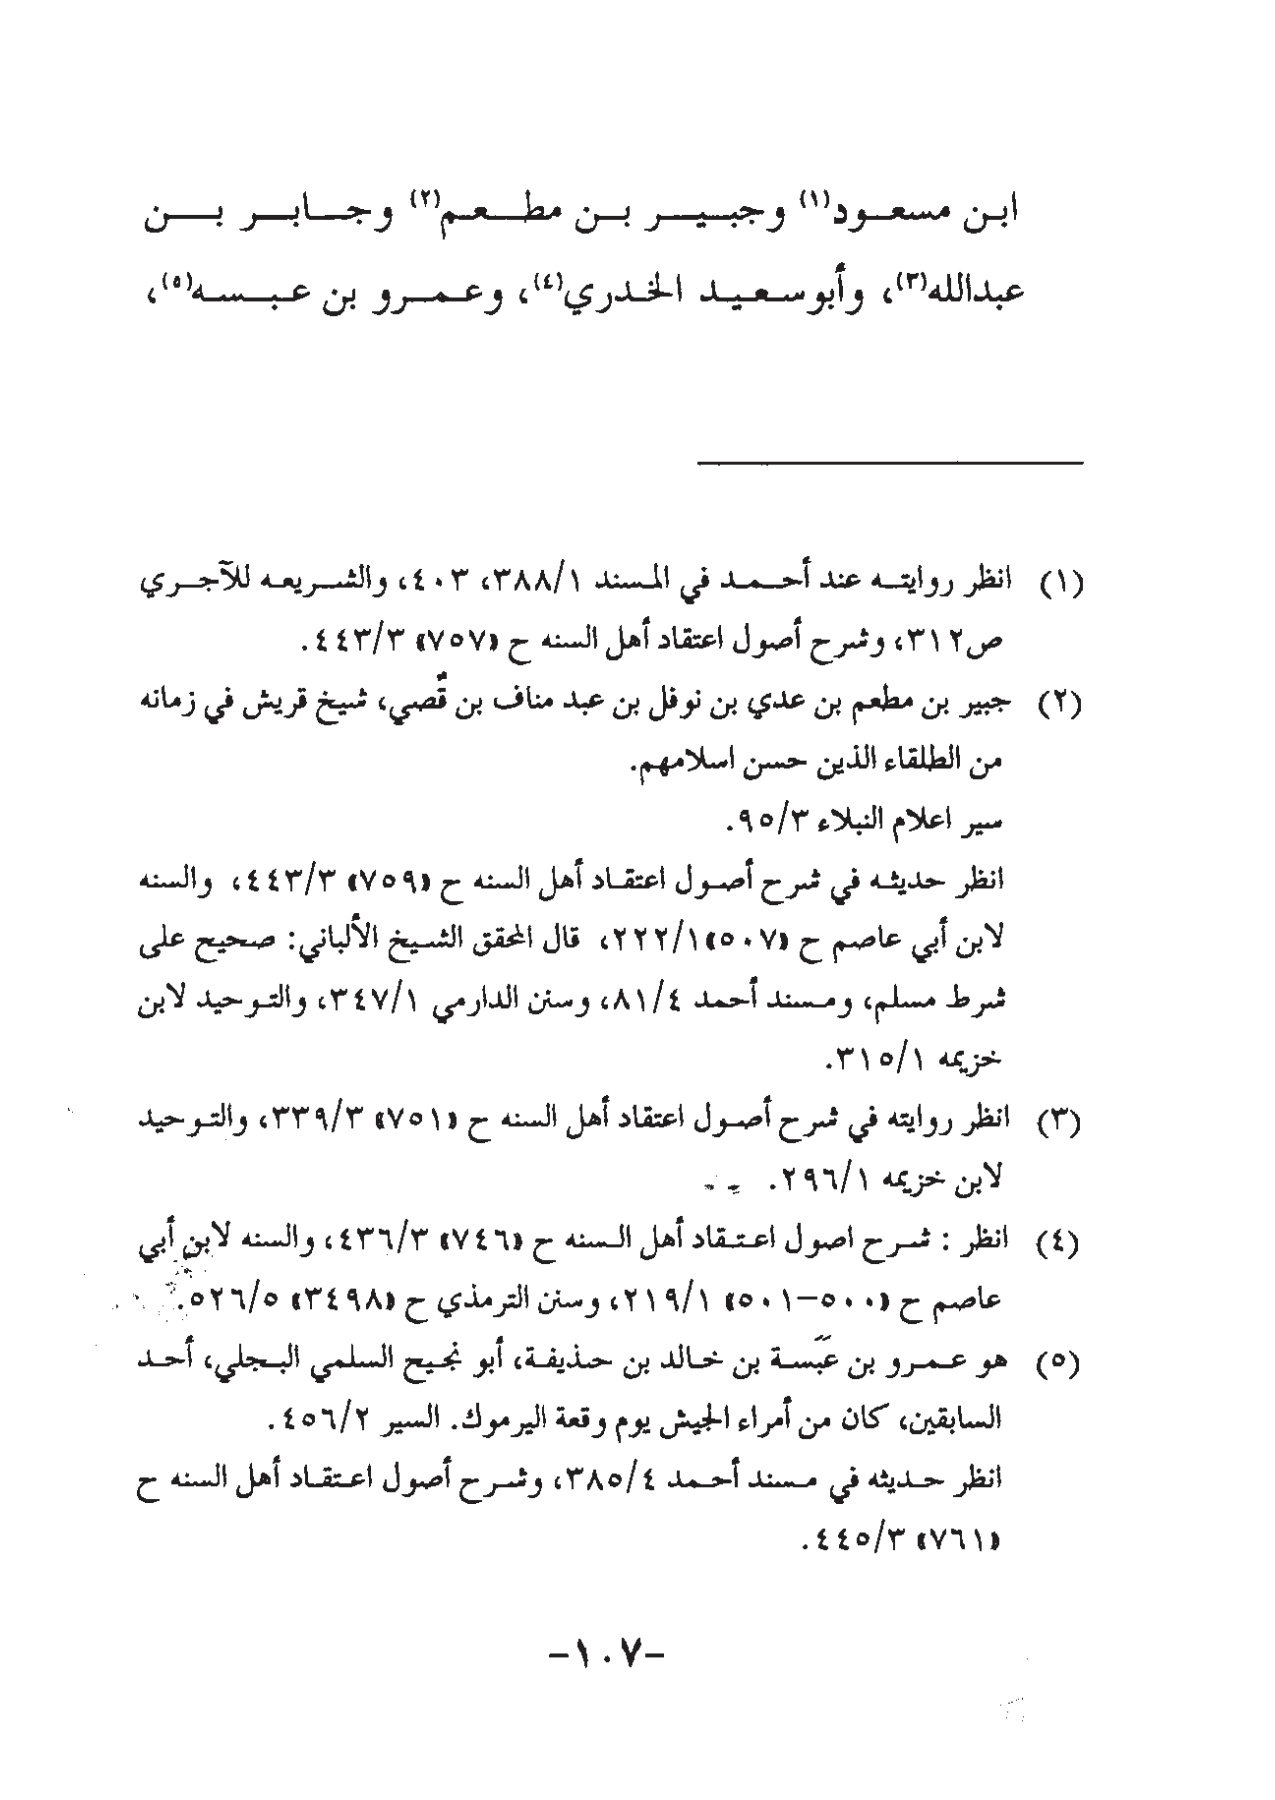 ابن مسعود(١) وجبير بن مطعم(٢) وجابر بن
عبدالله(٣)، وأبو سعيد الخدري(٤)، وعمرو بن عبسه(٥)،
(١) انظر روايته عند أحمد في المسند ٣٨٨/١، ٤٠٣، والشريعه للآجري
ص٣١٢، وشرح أصول اعتقاد أهل السنه ح (٧٥٧) ٤٤٣/٣.
(٢) جبير بن مطعم بن عدي بن نوفل بن عبد مناف بن قُصي، شيخ قريش في زمانه
من الطلقاء الذين حسن اسلامهم.
سير اعلام النبلاء ٩٥/٣.
انظر حديثه في شرح أصول اعتقاد أهل السنه ح (٧٥٩) ٤٤٣/٣، والسنه
لابن أبي عاصم ح (٥٠٧) ٢٢٢/١، قال المحقق الشيخ الألباني: صحيح على
شرط مسلم، ومسند أحمد ٨١/٤، وسنن الدارمي ٣٤٧/١، والتوحيد لابن
خزيمه ٣١٥/١.
(٣) انظر روايته في شرح أصول اعتقاد أهل السنه ح (٧٥١) ٣٣٩/٣، والتوحيد
لابن خزيمه ٢٩٦/١.
(٤) انظر : شرح اصول اعتقاد أهل السنه ح (٧٤٦) ٤٣٦/٣، والسنه لابن أبي
عاصم ح (٥٠٠-٥٠١) ٢١٩/١، وسنن الترمذي ح (٣٤٩٨) ٥٢٦/٥.
(٥) هو عمرو بن عَبَسة بن خالد بن حذيفة، أبو نجيح السلمي البجلي، أحد
السابقين، كان من أمراء الجيش يوم وقعة اليرموك. السير ٤٥٦/٢.
انظر حديثه في مسند أحمد ٣٨٥/٤، وشرح أصول اعتقاد أهل السنه ح
(٧٦١) ٤٤٥/٣.
-١٠٧-